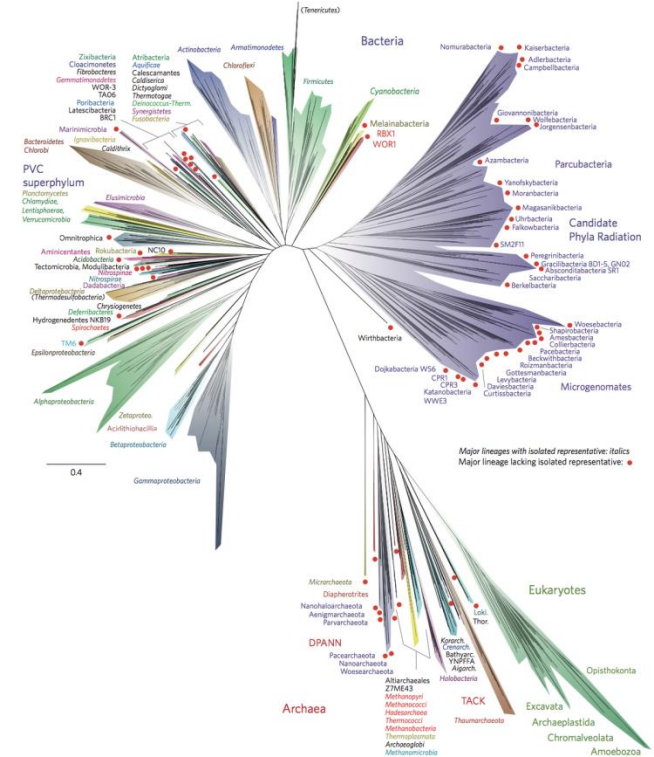 (Tenericutes)
Bacteria
Zixibacteria
Cloacimonetes
Fibrobacteres
Gemmatimonadetes
WOR-3
TA06
Poribacteria
Latescibacteria
BRC1
Atribacteria
Aquificae
Calescamantes
Caldiserica
Dictyoglomi
Thermotogae
Deinococcus-Therm.
Synergistetes
Fusobacteria
Actinobacteria
Armatimonadetes
Chloroflexi
Firmicutes
Cyanobacteria
Melainabacteria
RBX1
WOR1
Marinimicrobia
Bacteroidetes
Chlorobi
Ignavibacteria
Caldithrix
PVC
superphylum
Planctomycetes
Chlamydiae,
Lentisphaerae,
Verrucomicrobia
Elusimicrobia
Omnitrophica
Aminicentantes
Rokubacteria
NC10
Acidobacteria
Tectomicrobia, Modulibacteria
Nitrospinae
Nitrospirae
Dadabacteria
Deltaprotebacteria
(Thermodesulfobacteria)
Chrysiogenetes
Deferribacteres
Hydrogenedentes NKB19
Spirochaetes
TM6
Epsilonproteobacteria
Alphaproteobacteria
Zetaproteo.
Acidithiobacillia
Betaproteobacteria
Gammaproteobacteria
0.4
Nomurabacteria
Kaiserbacteria
Adlerbacteria
Campbellbacteria
Giovannonibacteria
Wolfebacteria
Jorgensenbacteria
Azambacteria
Parcubacteria
Yanofskybacteria
Moranbacteria
Magasanikbacteria
Uhrbacteria
Falkowbacteria
Candidate
Phyla Radiation
SM2F11
Peregrinibacteria
Gracilibacteria BD1-5, GN02
Absconditabacteria SR1
Saccharibacteria
Berkelbacteria
Woesebacteria
Shapirobacteria
Amesbacteria
Collierbacteria
Pacebacteria
Beckwithbacteria
Roizmanbacteria
Gottesmanbacteria
Levybacteria
Daviesbacteria
Curtissbacteria
Microgenomates
Wirthbacteria
Dojkabacteria WS6
CPR1
CPR3
Katanobacteria
WWE3
Major lineages with isolated representative: italics
Major lineage lacking isolated representative:
Micrarchaeota
Diapherotrites
Nanohaloarchaeota
Aenigmarchaeota
Parvarchaeota
DPANN
Pacearchaeota
Nanoarchaeota
Woesearchaeota
Archaea
Altiarchaeales
Z7ME43
Methanopyri
Methanococci
Hadesarchaea
Thermococci
Methanobacteria
Thermoplasmata
Archaeoglobi
Methanomicrobia
Halobacteria
Korarch.
Crenarch.
Bathyarc.
YNPFFA
Aigarch.
TACK
Thaumarchaeota
Loki.
Thor.
Eukaryotes
Opisthokonta
Excavata
Archaeplastida
Chromalveolata
Amoebozoa